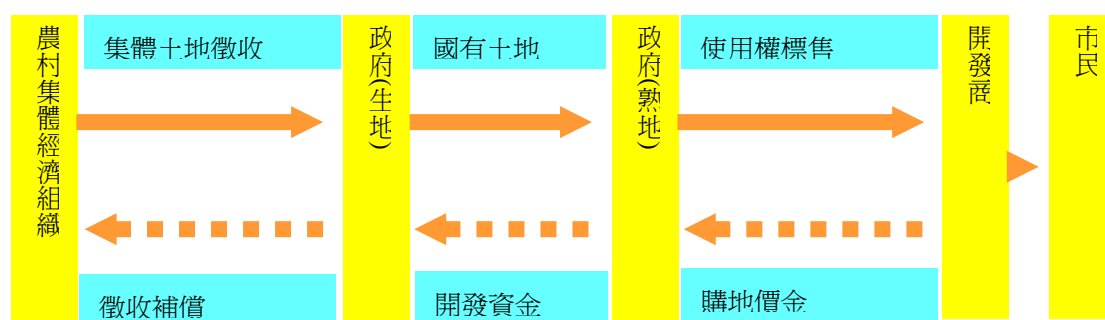 農村集體經濟組織
集體土地徵收
政府(生地)
國有土地
政府(熟地)
使用權標售
開發商
市民
徵收補償
開發資金
購地價金